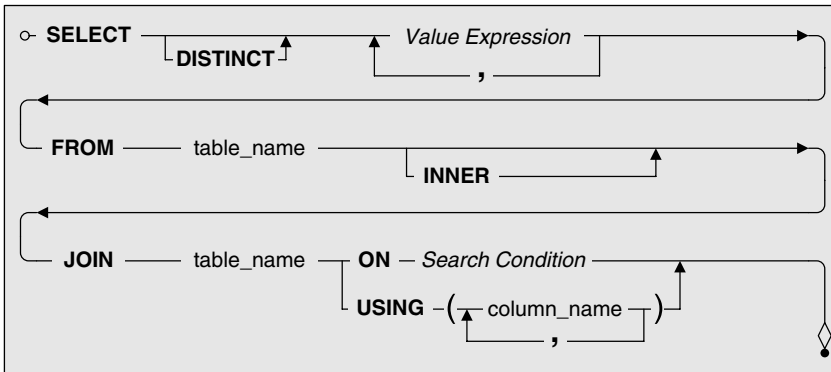 SELECT Value Expression
DISTINCT ,
FROM table_name
INNER
JOIN table_name ON Search Condition
USING ( column_name )
,